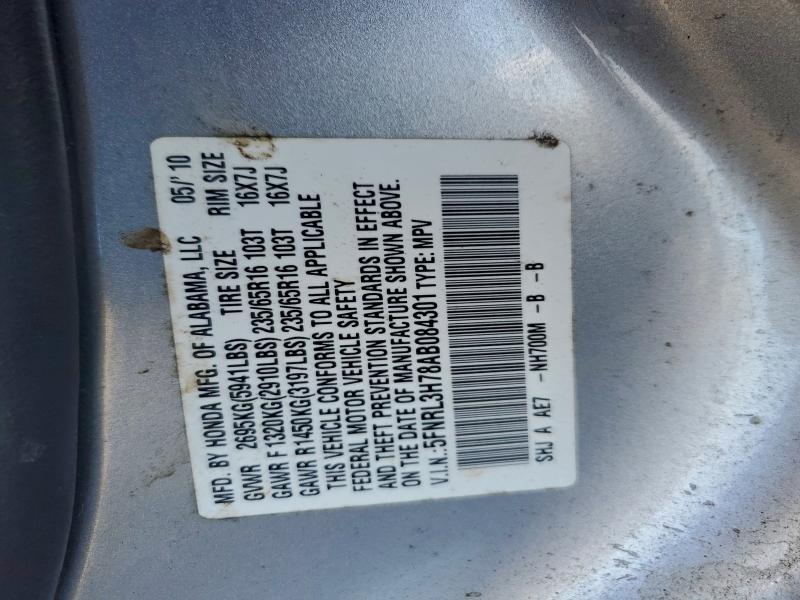 MFD. BY HONDA MFG. OF ALABAMA, LLC 05/'10
GVWR 2695KG(5941LBS) TIRE SIZE RIM SIZE
GAWR F 1320KG(2910LBS) 235/65R16 103T 16X7J
GAWR R1450KG(3197LBS) 235/65R16 103T 16X7J
THIS VEHICLE CONFORMS TO ALL APPLICABLE
FEDERAL MOTOR VEHICLE SAFETY
AND THEFT PREVENTION STANDARDS IN EFFECT
ON THE DATE OF MANUFACTURE SHOWN ABOVE.
V.I.N.:5FNRL3H78AB084301 TYPE: MPV
SHJ A AE7 -NH700M -B -B